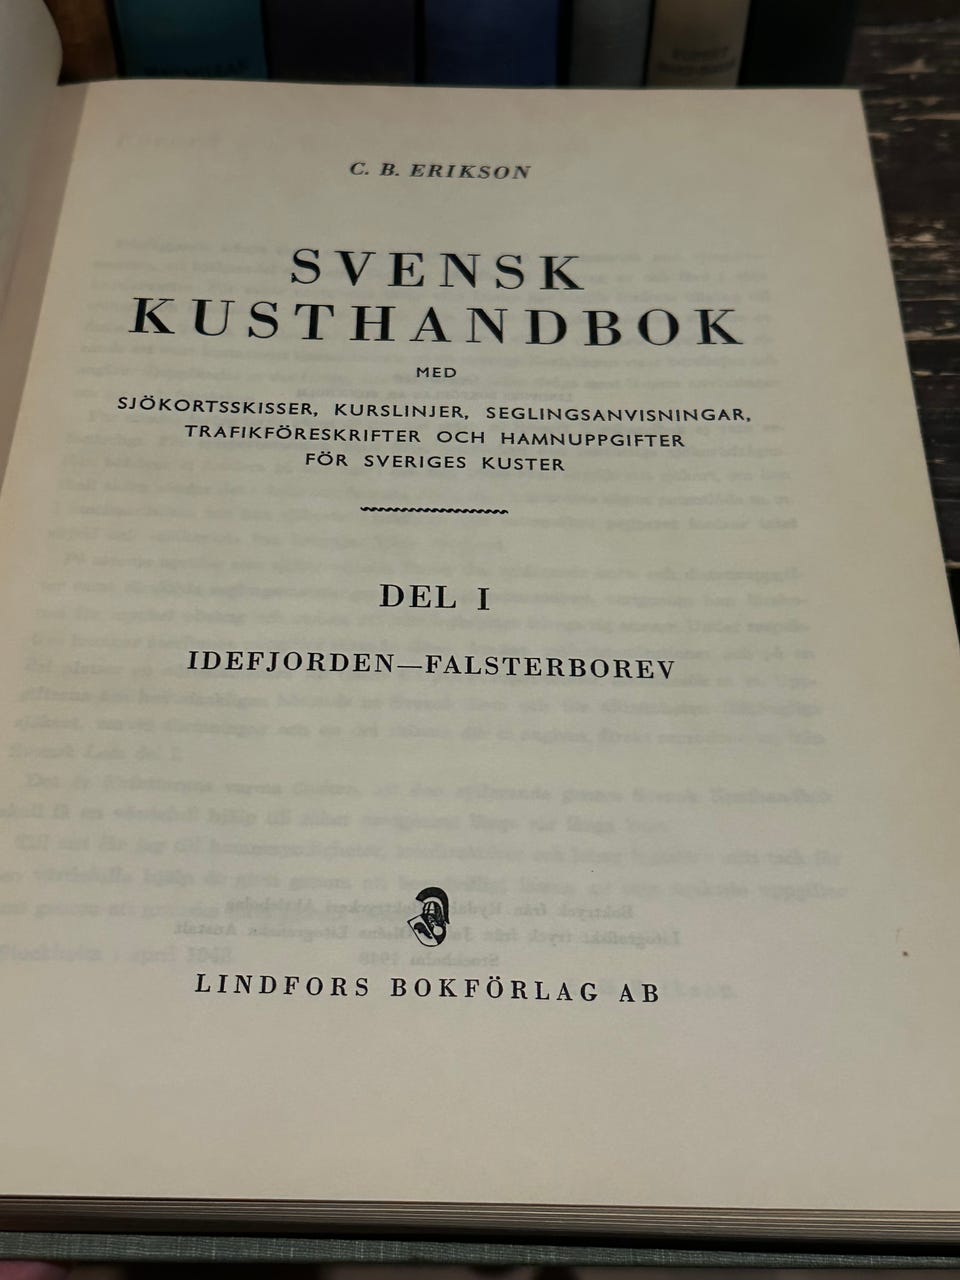 C. B. ERIKSON
SVENSK
KUSTHANDBOK
MED
SJÖKORTSSKISSER, KURSLINJER, SEGLINGSANVISNINGAR,
TRAFIKFÖRESKRIFTER OCH HAMNUPPGIFTER
FÖR SVERIGES KUSTER
DEL I
IDEFJORDEN—FALSTERBOREV
LINDFORS BOKFÖRLAG AB